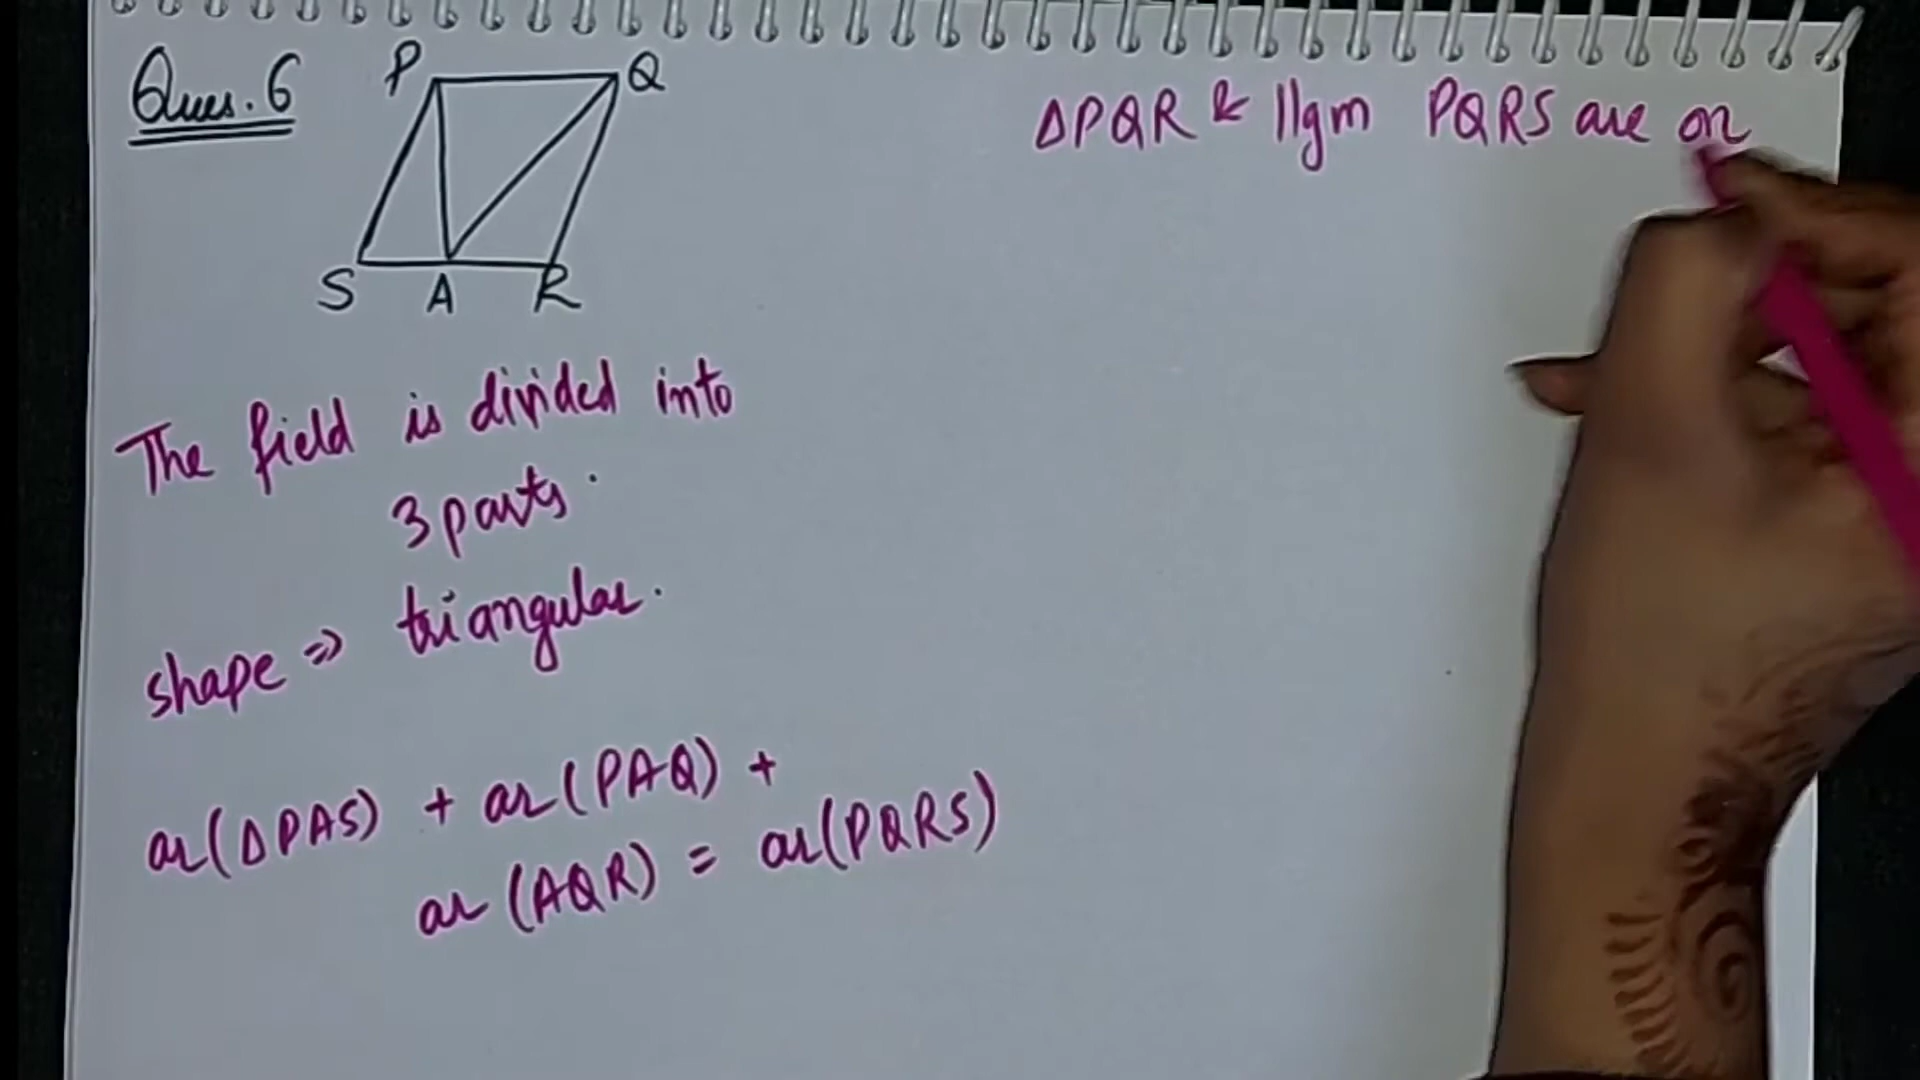 Ques. 6
P Q
S A R
The field is divided into
3 parts.
shape ⇒ triangular.
ar(ΔPAS) + ar(PAQ) +
ar(AQR) = ar(PQRS)
ΔPQR & ||gm PQRS are on